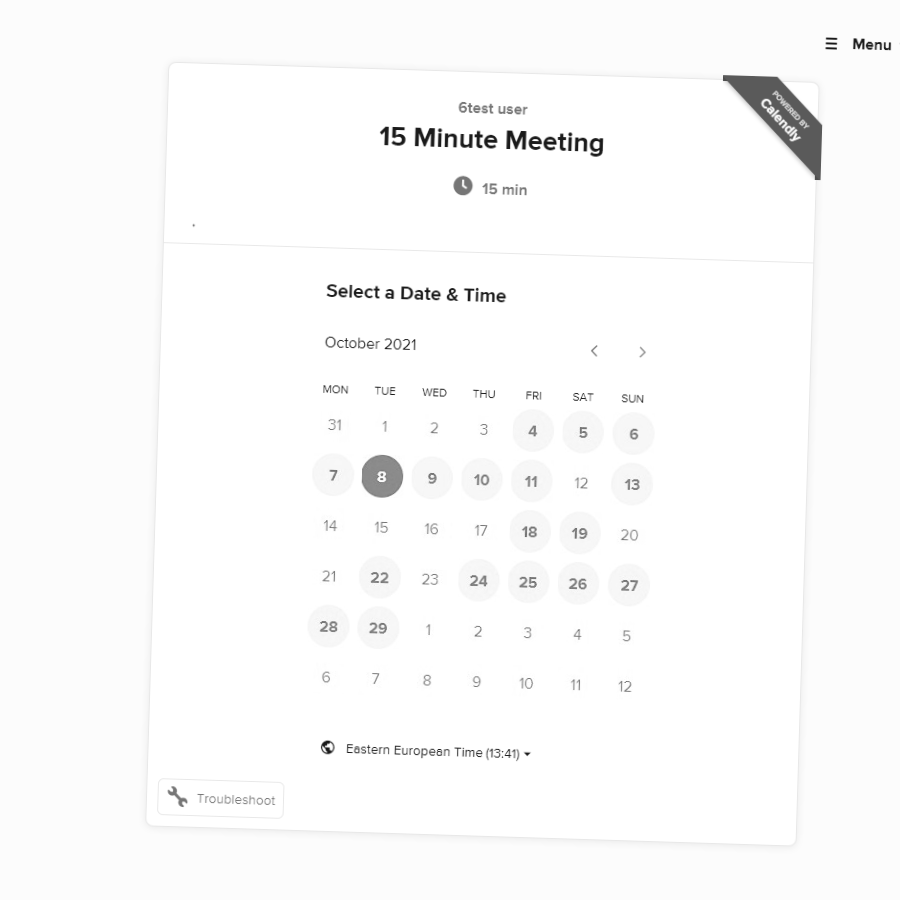 ☰ Menu
POWERED BY
Calendly
6test user
15 Minute Meeting
15 min
.
Select a Date & Time
October 2021
MON TUE WED THU FRI SAT SUN
31 1 2 3 4 5 6
7 8 9 10 11 12 13
14 15 16 17 18 19 20
21 22 23 24 25 26 27
28 29 1 2 3 4 5
6 7 8 9 10 11 12
Eastern European Time (13:41)
Troubleshoot